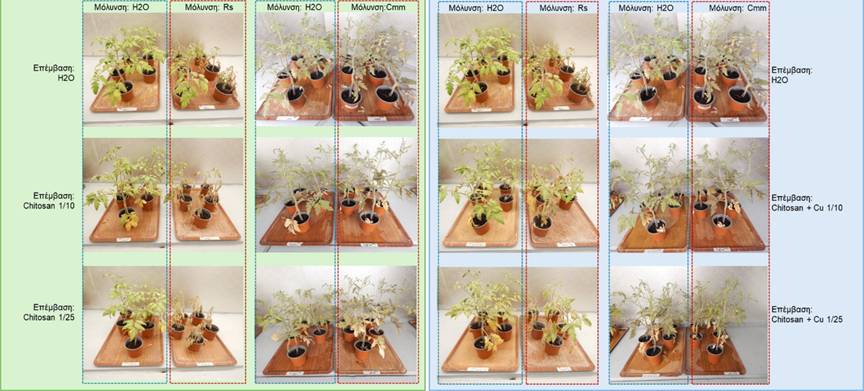 Μόλυνση: H2O Μόλυνση: Rs Μόλυνση: H2O Μόλυνση:Cmm
Μόλυνση: H2O Μόλυνση: Rs Μόλυνση: H2O Μόλυνση: Cmm
Επέμβαση:
H2O
Επέμβαση:
H2O
Επέμβαση:
Chitosan 1/10
Επέμβαση:
Chitosan + Cu 1/10
Επέμβαση:
Chitosan 1/25
Επέμβαση:
Chitosan + Cu 1/25